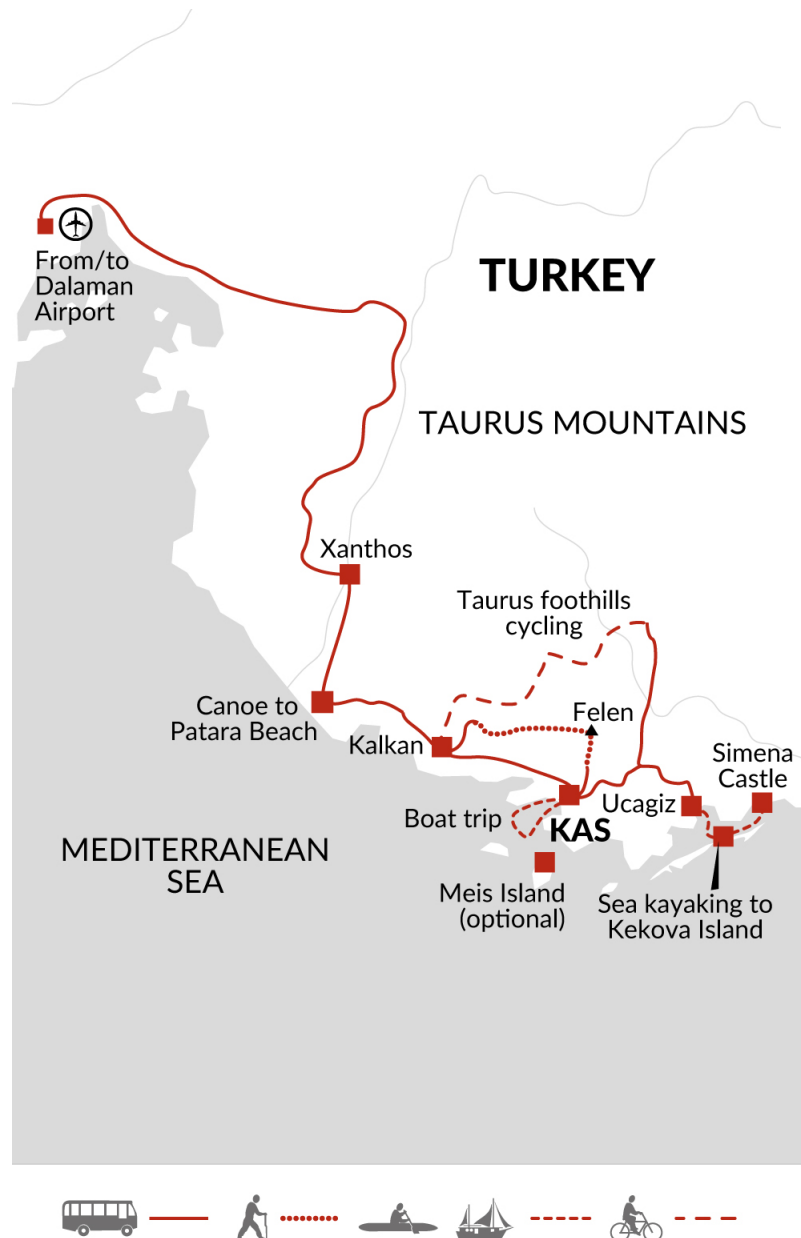 From/to
Dalaman
Airport
TURKEY
TAURUS MOUNTAINS
Xanthos
Taurus foothills
cycling
Canoe to
Patara Beach
Kalkan
Felen
Simena
Castle
Boat trip
KAS
Ucagiz
MEDITERRANEAN
SEA
Meis Island
(optional)
Sea kayaking to
Kekova Island